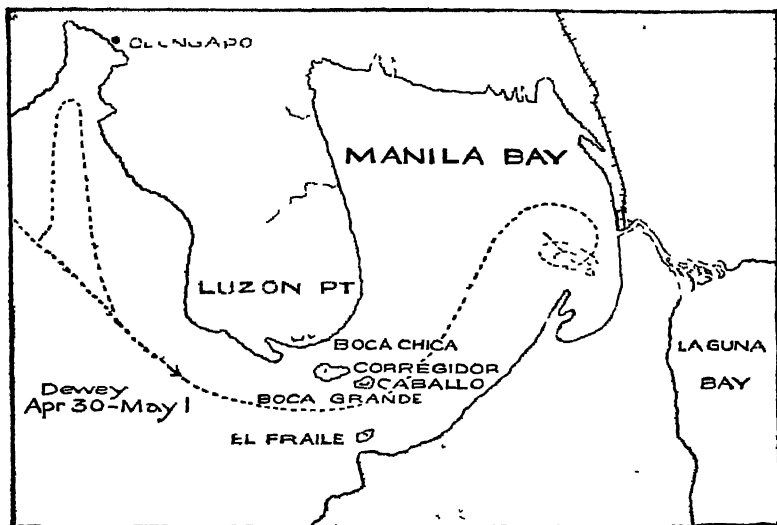 OLONGAPO
MANILA BAY
LUZON PT
BOCA CHICA
CORREGIDOR
CABALLO
LAGUNA
BAY
Dewey
Apr 30-May 1
BOCA GRANDE
EL FRAILE